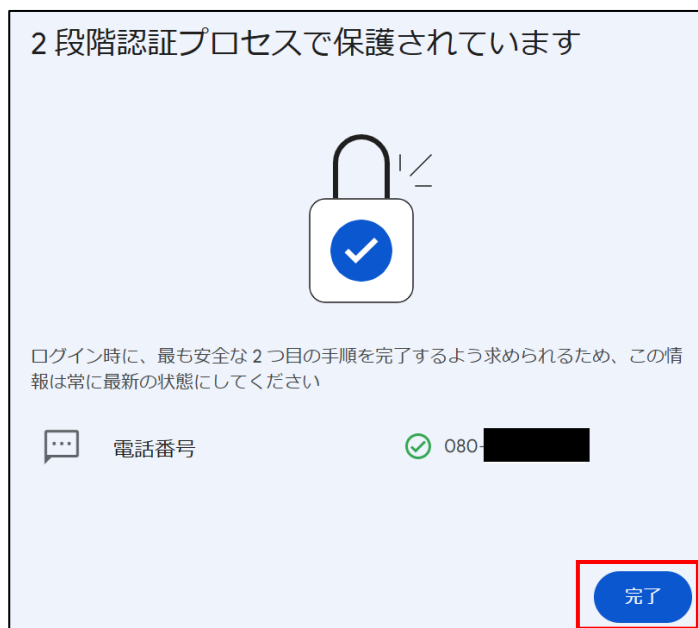 2 段階認証プロセスで保護されています
ログイン時に、最も安全な 2 つ目の手順を完了するよう求められるため、この情
報は常に最新の状態にしてください
電話番号
080-
完了